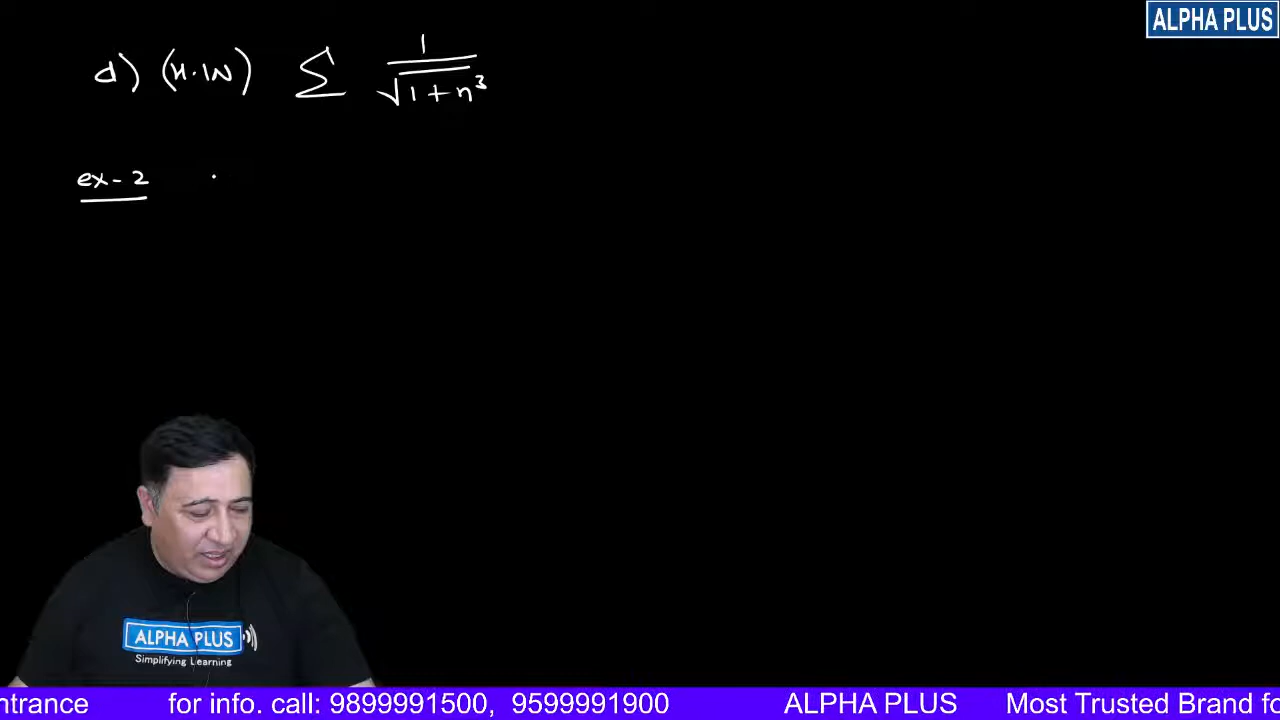 ALPHA PLUS
d) (H.W) ∑ 1/√(1+n³)
ex-2
ALPHA PLUS
Simplifying Learning
ntrance for info. call: 9899991500, 9599991900 ALPHA PLUS Most Trusted Brand fo